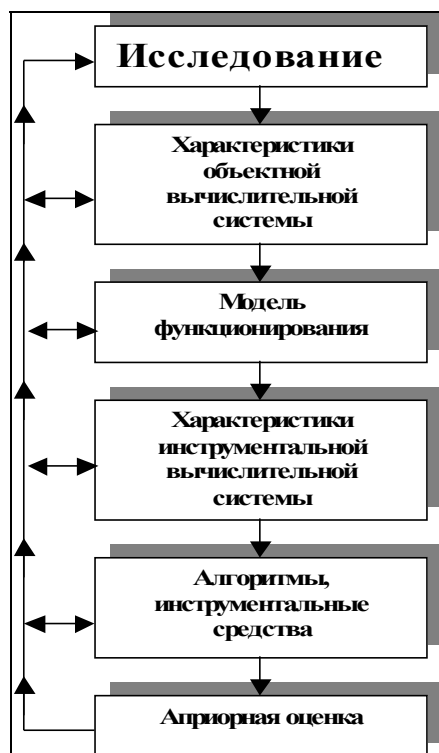 Исследование
Характеристики
объектной
вычислительной
системы
Модель
функционирования
Характеристики
инструментальной
вычислительной
системы
Алгоритмы,
инструментальные
средства
Априорная оценка